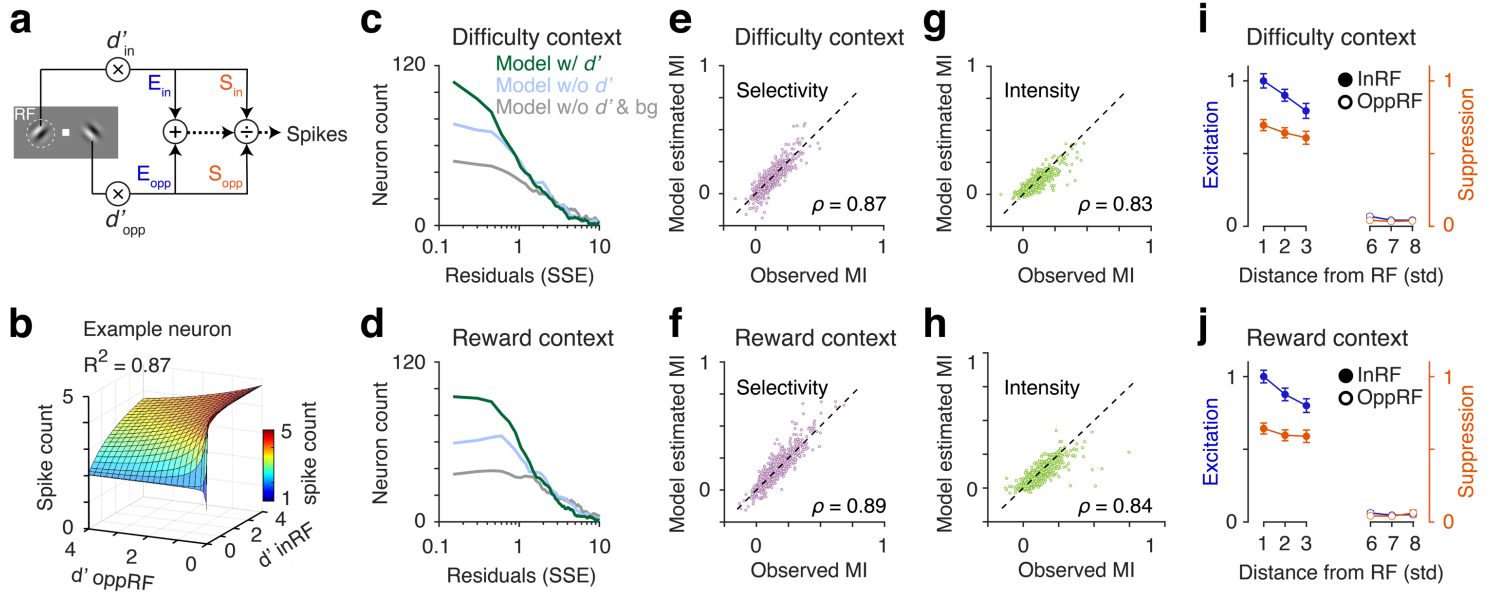 a
d'in
Ein
Sin
RF
Spikes
Eopp
Sopp
d'opp
b
Example neuron
R2 = 0.87
Spike count
5
0
4
2
0
d' oppRF
0
2
4
d' inRF
5
1
spike count
c
Difficulty context
Model w/ d'
Model w/o d'
Model w/o d' & bg
Neuron count
120
0
0.1
1
10
Residuals (SSE)
d
Reward context
Neuron count
120
0
0.1
1
10
Residuals (SSE)
e
Difficulty context
Selectivity
Model estimated MI
1
0
ρ = 0.87
0
1
Observed MI
f
Reward context
Selectivity
Model estimated MI
1
0
ρ = 0.89
0
1
Observed MI
g
Intensity
Model estimated MI
1
0
ρ = 0.83
0
1
Observed MI
h
Intensity
Model estimated MI
1
0
ρ = 0.84
0
1
Observed MI
i
Difficulty context
InRF
OppRF
Excitation
1
0
Suppression
1
0
1 2 3 6 7 8
Distance from RF (std)
j
Reward context
InRF
OppRF
Excitation
1
0
Suppression
1
0
1 2 3 6 7 8
Distance from RF (std)